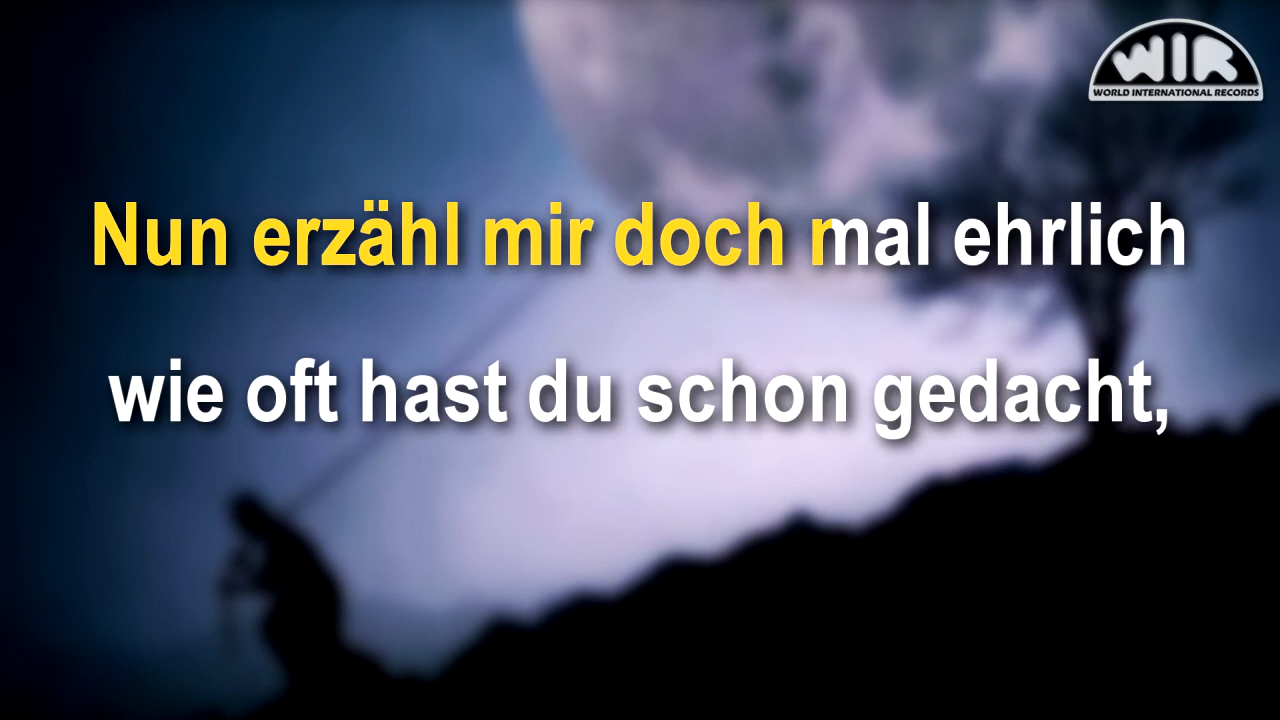 WIR
WORLD INTERNATIONAL RECORDS
Nun erzähl mir doch mal ehrlich
wie oft hast du schon gedacht,